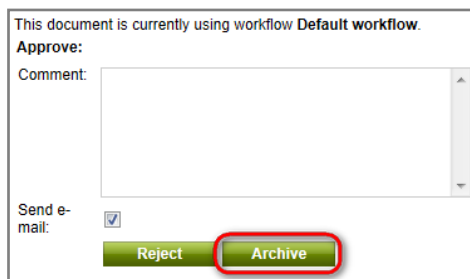 This document is currently using workflow Default workflow.
Approve:
Comment:
Send e-
mail:
Reject Archive